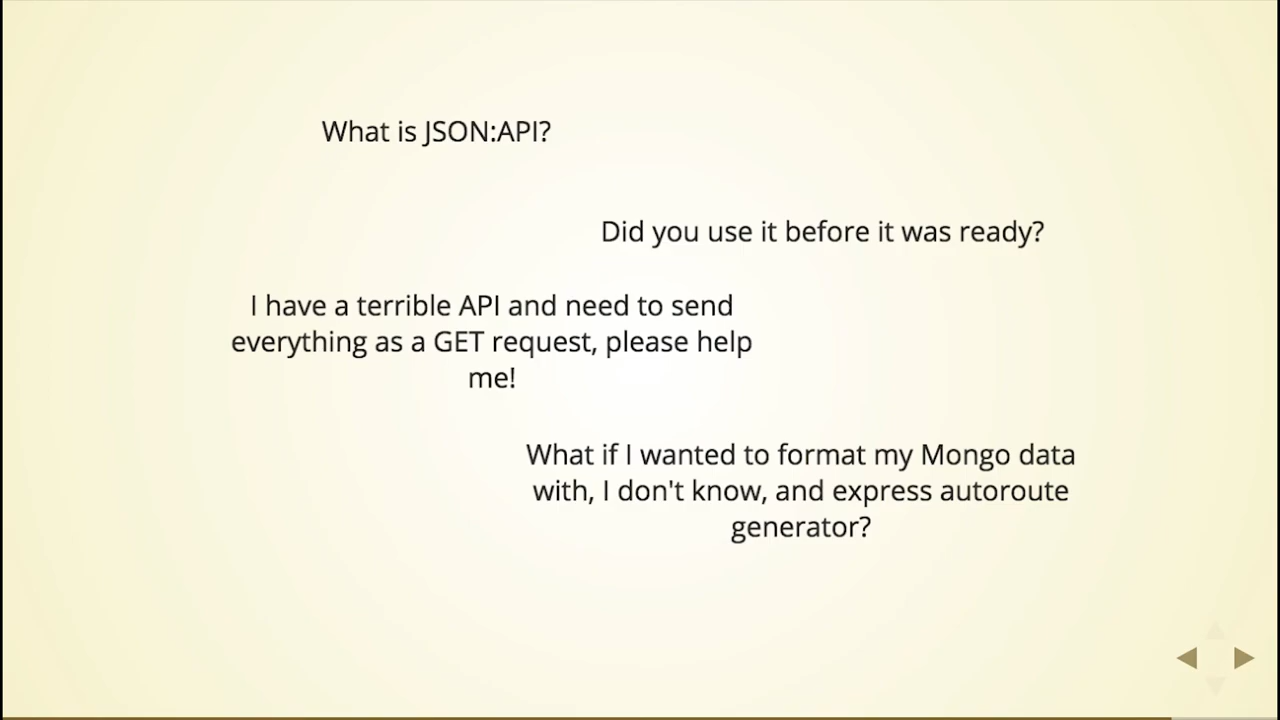 What is JSON:API?
Did you use it before it was ready?
I have a terrible API and need to send
everything as a GET request, please help
me!
What if I wanted to format my Mongo data
with, I don't know, and express autoroute
generator?